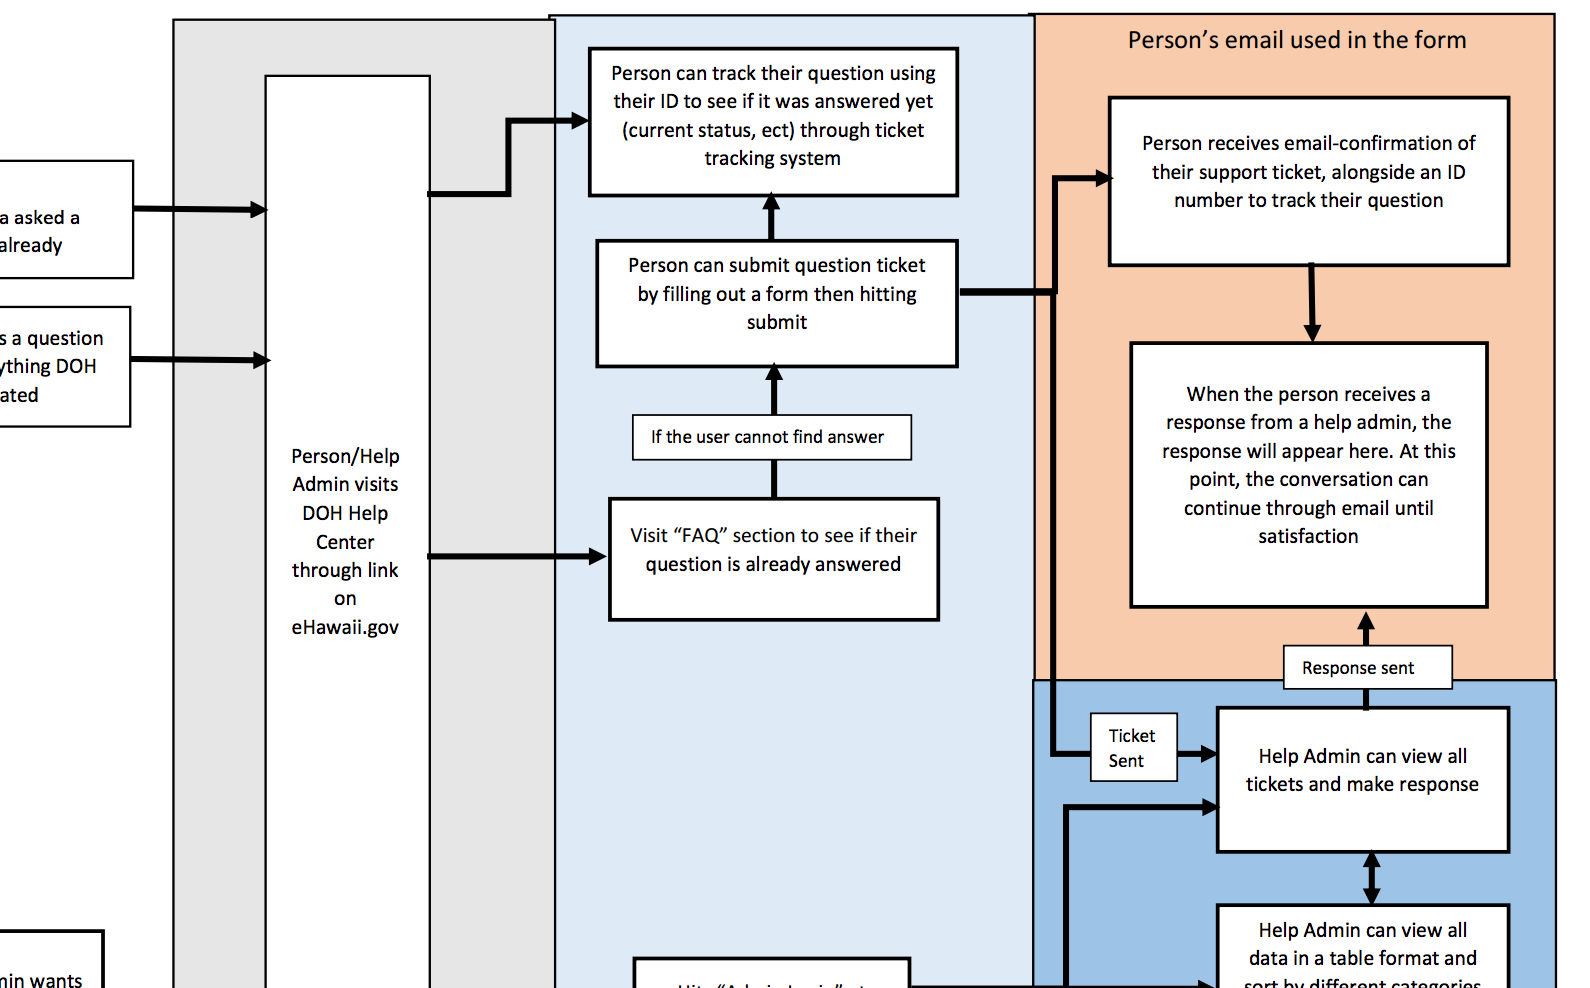 a asked a
already
s a question
ything DOH
ated
min wants
Person/Help
Admin visits
DOH Help
Center
through link
on
eHawaii.gov
Person can track their question using
their ID to see if it was answered yet
(current status, ect) through ticket
tracking system
Person can submit question ticket
by filling out a form then hitting
submit
If the user cannot find answer
Visit “FAQ” section to see if their
question is already answered
Person’s email used in the form
Person receives email-confirmation of
their support ticket, alongside an ID
number to track their question
When the person receives a
response from a help admin, the
response will appear here. At this
point, the conversation can
continue through email until
satisfaction
Response sent
Ticket
Sent
Help Admin can view all
tickets and make response
Help Admin can view all
data in a table format and
sort by different categories